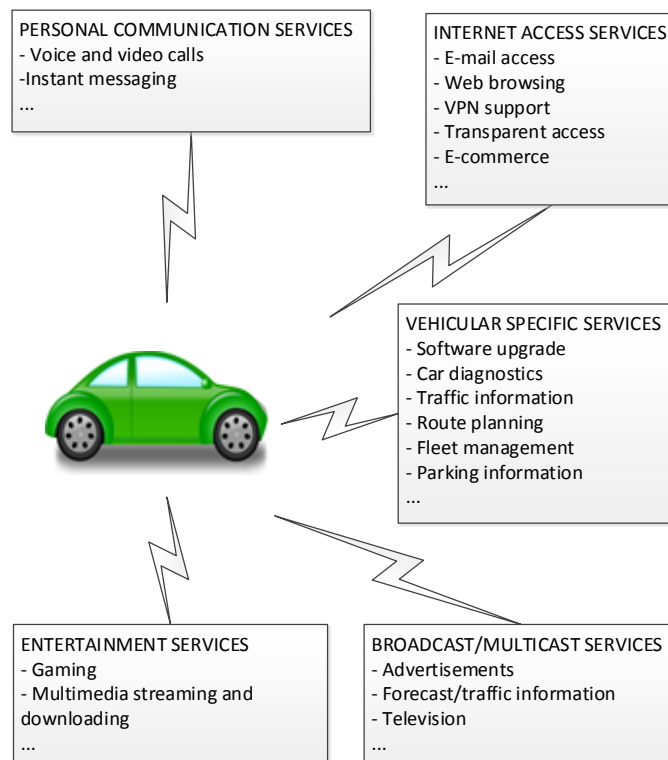 PERSONAL COMMUNICATION SERVICES
- Voice and video calls
-Instant messaging
...
INTERNET ACCESS SERVICES
- E-mail access
- Web browsing
- VPN support
- Transparent access
- E-commerce
...
VEHICULAR SPECIFIC SERVICES
- Software upgrade
- Car diagnostics
- Traffic information
- Route planning
- Fleet management
- Parking information
...
ENTERTAINMENT SERVICES
- Gaming
- Multimedia streaming and
downloading
...
BROADCAST/MULTICAST SERVICES
- Advertisements
- Forecast/traffic information
- Television
...